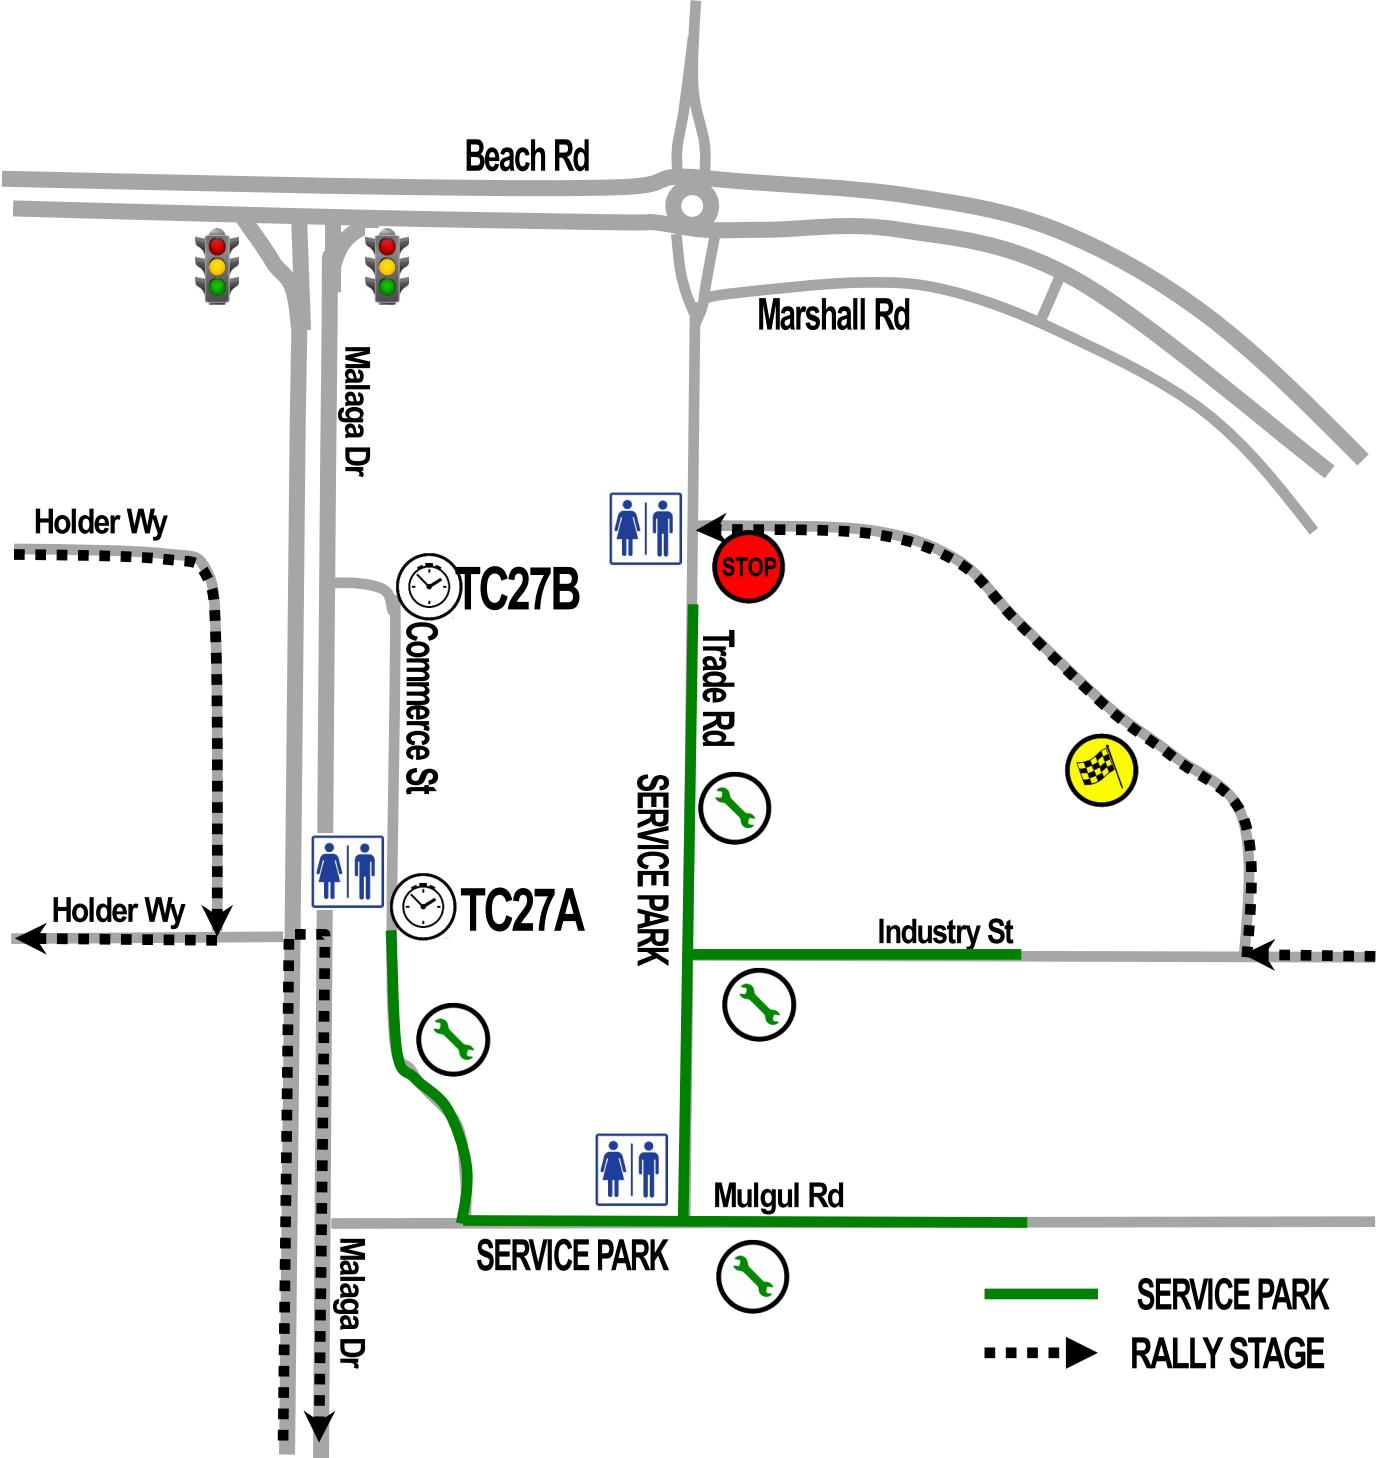 Beach Rd
Marshall Rd
Malaga Dr
Holder Wy
STOP
TC27B
Commerce St
Trade Rd
SERVICE PARK
TC27A
Holder Wy
Industry St
Mulgul Rd
SERVICE PARK
Malaga Dr
SERVICE PARK
RALLY STAGE